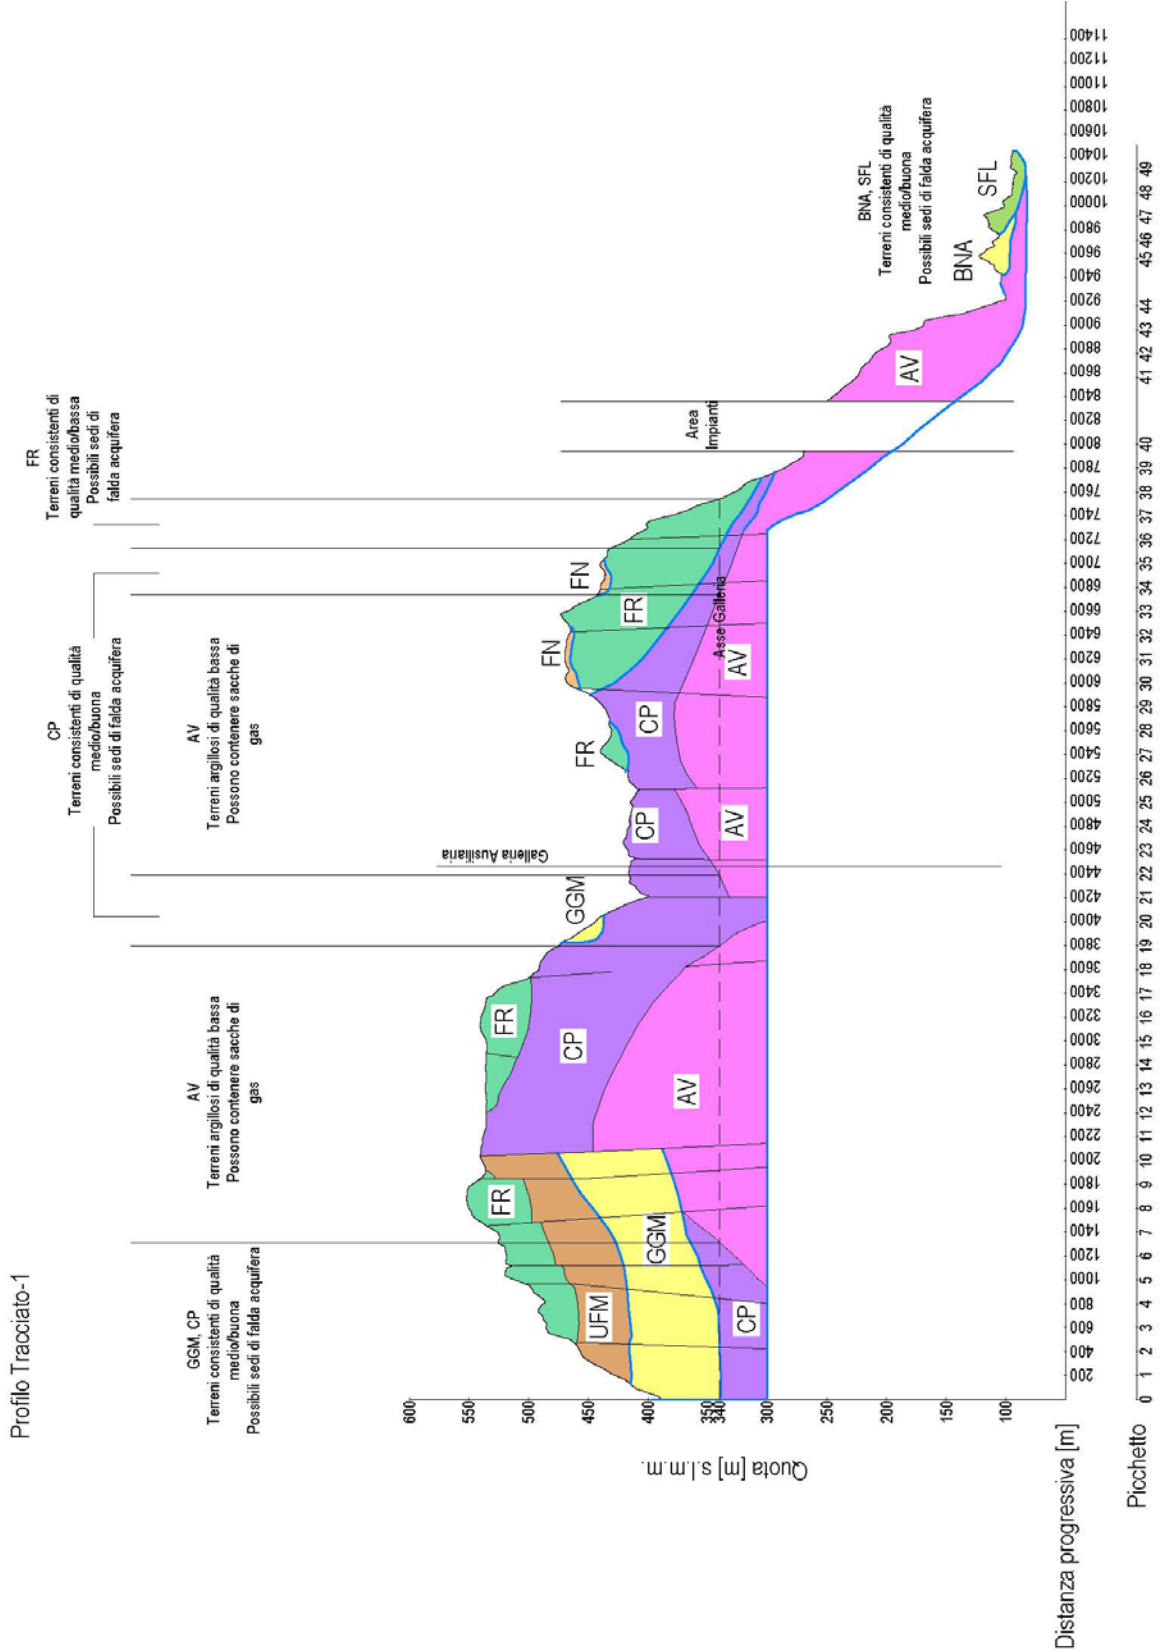 Profilo Tracciato-1
GGM, CP
Terreni consistenti di qualità
medio/buona
Possibili sedi di falda acquifera
AV
Terreni argillosi di qualità bassa
Possono contenere sacche di
gas
CP
Terreni consistenti di qualità
medio/buona
Possibili sedi di falda acquifera
AV
Terreni argillosi di qualità bassa
Possono contenere sacche di
gas
FR
Terreni consistenti di
qualità medio/bassa
Possibili sedi di
falda acquifera
BNA, SFL
Terreni consistenti di qualità
medio/buona
Possibili sedi di falda acquifera
Galleria Ausiliaria
Area
Impianti
Asse Galleria
FR
FR
FR
FR
FN
FN
GGM
GGM
UFM
CP
CP
CP
CP
AV
AV
AV
AV
BNA
SFL
Quota [m] s.l.m.m.
600
550
500
450
400
350
340
300
250
200
150
100
Distanza progressiva [m]
200 400 600 800 1000 1200 1400 1600 1800 2000 2200 2400 2600 2800 3000 3200 3400 3600 3800 4000 4200 4400 4600 4800 5000 5200 5400 5600 5800 6000 6200 6400 6600 6800 7000 7200 7400 7600 7800 8000 8200 8400 8600 8800 9000 9200 9400 9600 9800 10000 10200 10400 10600 10800 11000 11200 11400
Picchetto
0 1 2 3 4 5 6 7 8 9 10 11 12 13 14 15 16 17 18 19 20 21 22 23 24 25 26 27 28 29 30 31 32 33 34 35 36 37 38 39 40 41 42 43 44 45 46 47 48 49